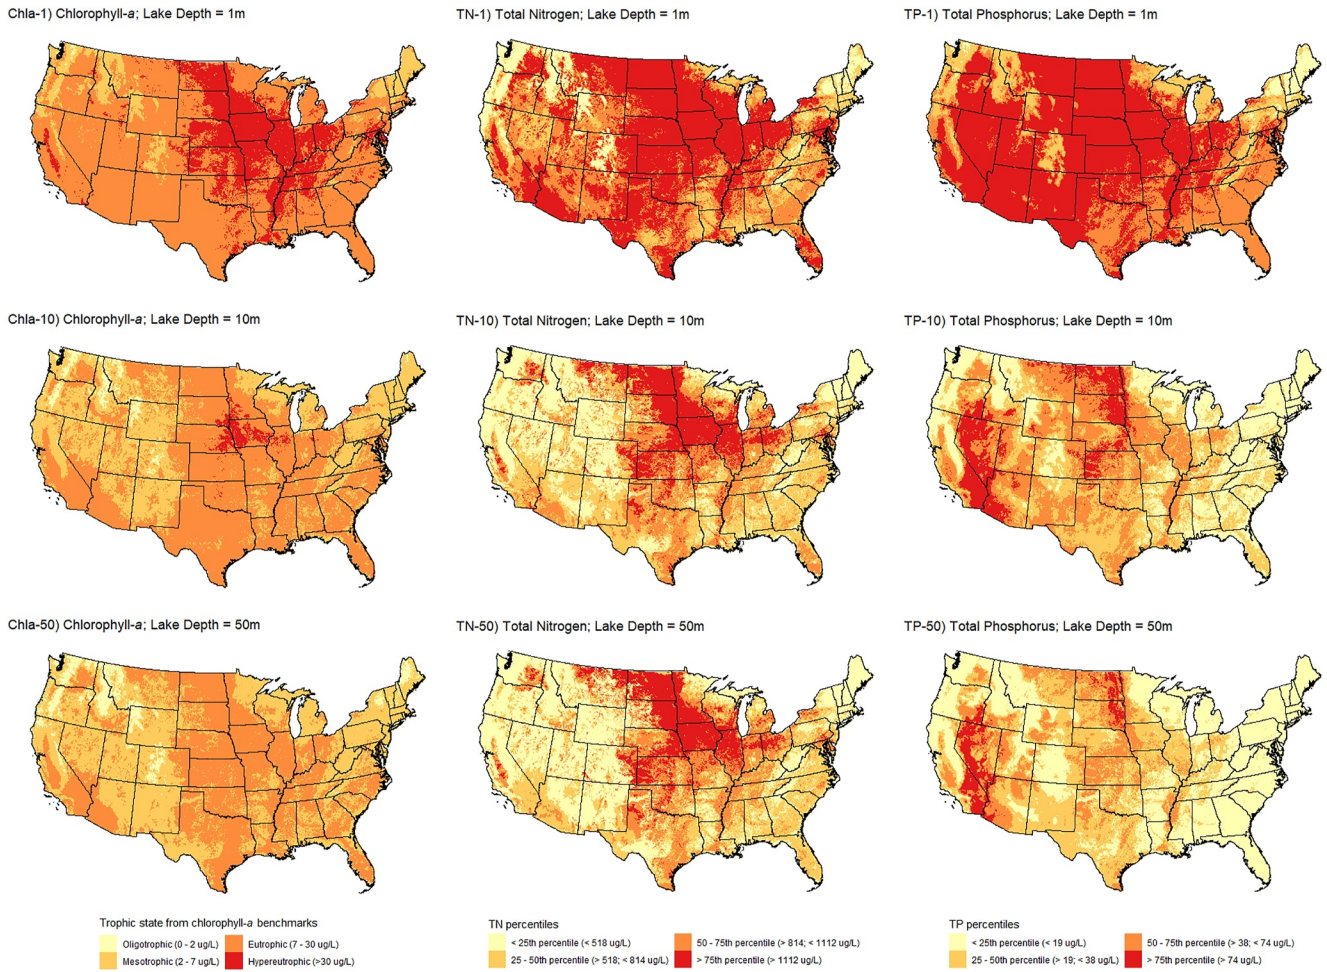 Chla-1) Chlorophyll-a; Lake Depth = 1m
TN-1) Total Nitrogen; Lake Depth = 1m
TP-1) Total Phosphorus; Lake Depth = 1m
Chla-10) Chlorophyll-a; Lake Depth = 10m
TN-10) Total Nitrogen; Lake Depth = 10m
TP-10) Total Phosphorus; Lake Depth = 10m
Chla-50) Chlorophyll-a; Lake Depth = 50m
TN-50) Total Nitrogen; Lake Depth = 50m
TP-50) Total Phosphorus; Lake Depth = 50m
Trophic state from chlorophyll-a benchmarks
Oligotrophic (0 - 2 ug/L)
Eutrophic (7 - 30 ug/L)
Mesotrophic (2 - 7 ug/L)
Hypereutrophic (>30 ug/L)
TN percentiles
< 25th percentile (< 518 ug/L)
50 - 75th percentile (> 814; < 1112 ug/L)
25 - 50th percentile (> 518; < 814 ug/L)
> 75th percentile (> 1112 ug/L)
TP percentiles
< 25th percentile (< 19 ug/L)
50 - 75th percentile (> 38; < 74 ug/L)
25 - 50th percentile (> 19; < 38 ug/L)
> 75th percentile (> 74 ug/L)